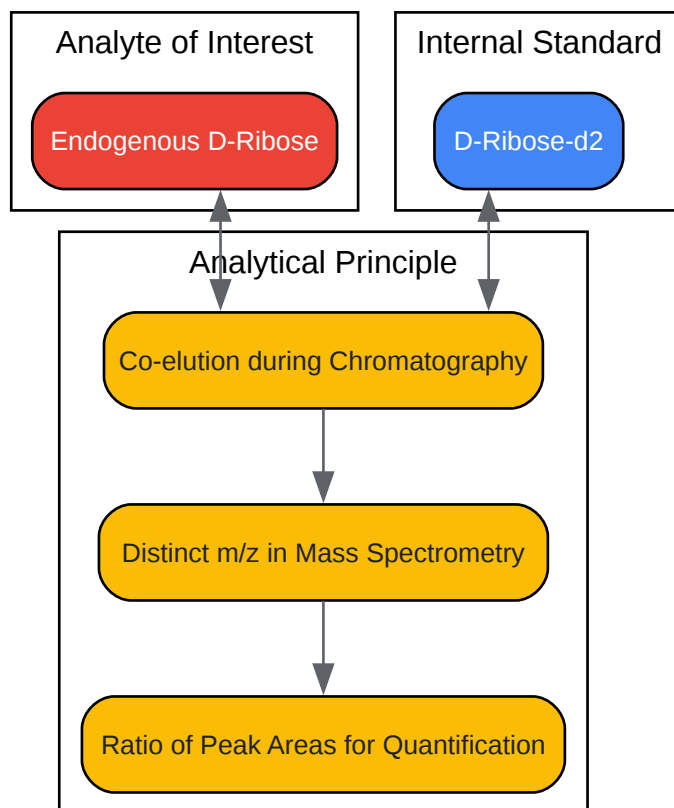 Analyte of Interest
Internal Standard
Endogenous D-Ribose
D-Ribose-d2
Analytical Principle
Co-elution during Chromatography
Distinct m/z in Mass Spectrometry
Ratio of Peak Areas for Quantification